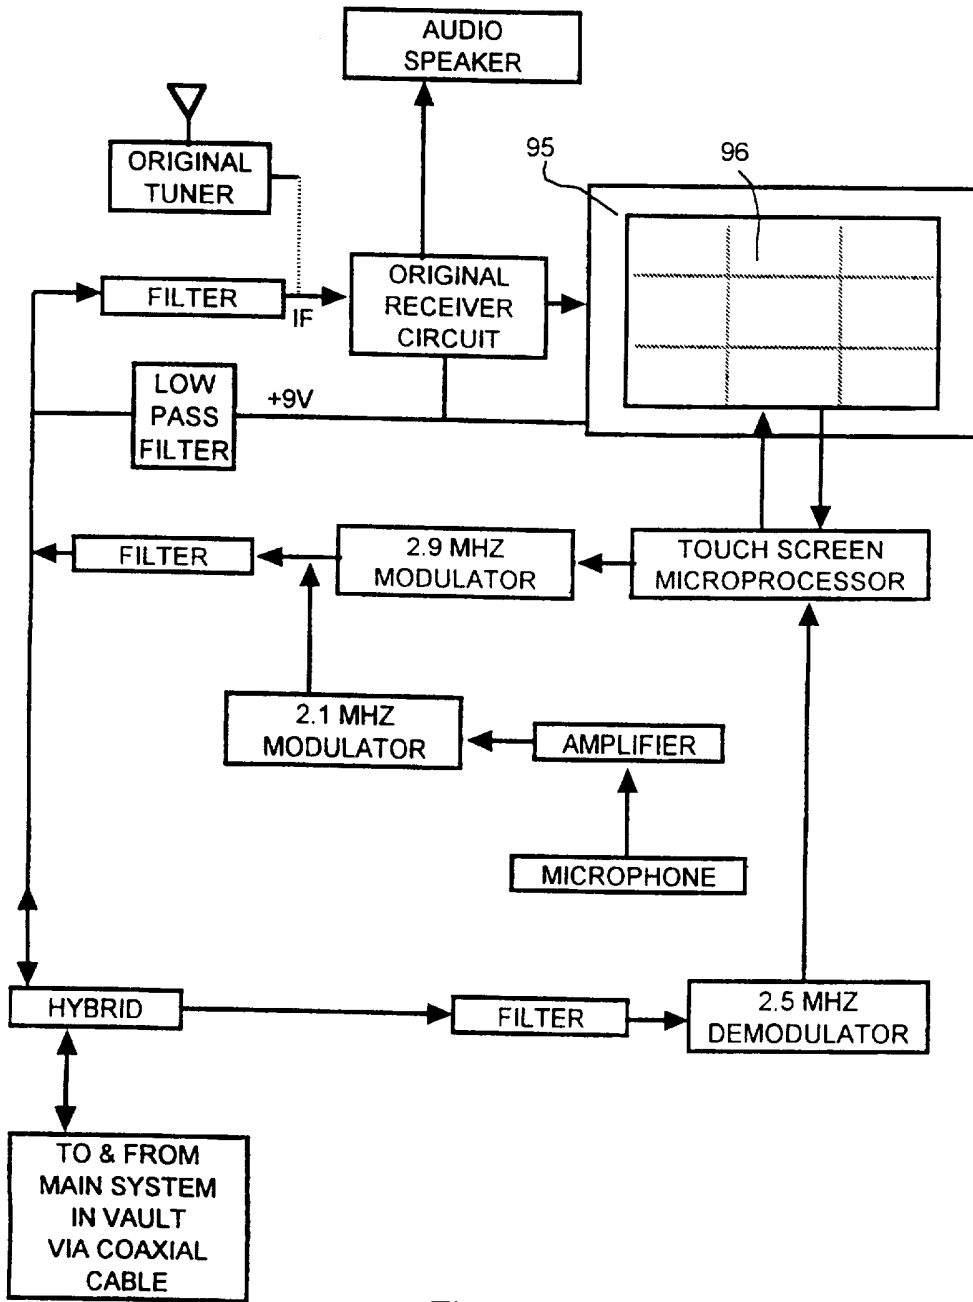 AUDIO
SPEAKER
ORIGINAL
TUNER
95
96
FILTER
IF
ORIGINAL
RECEIVER
CIRCUIT
LOW
PASS
FILTER
+9V
FILTER
2.9 MHZ
MODULATOR
TOUCH SCREEN
MICROPROCESSOR
2.1 MHZ
MODULATOR
AMPLIFIER
MICROPHONE
HYBRID
FILTER
2.5 MHZ
DEMODULATOR
TO & FROM
MAIN SYSTEM
IN VAULT
VIA COAXIAL
CABLE